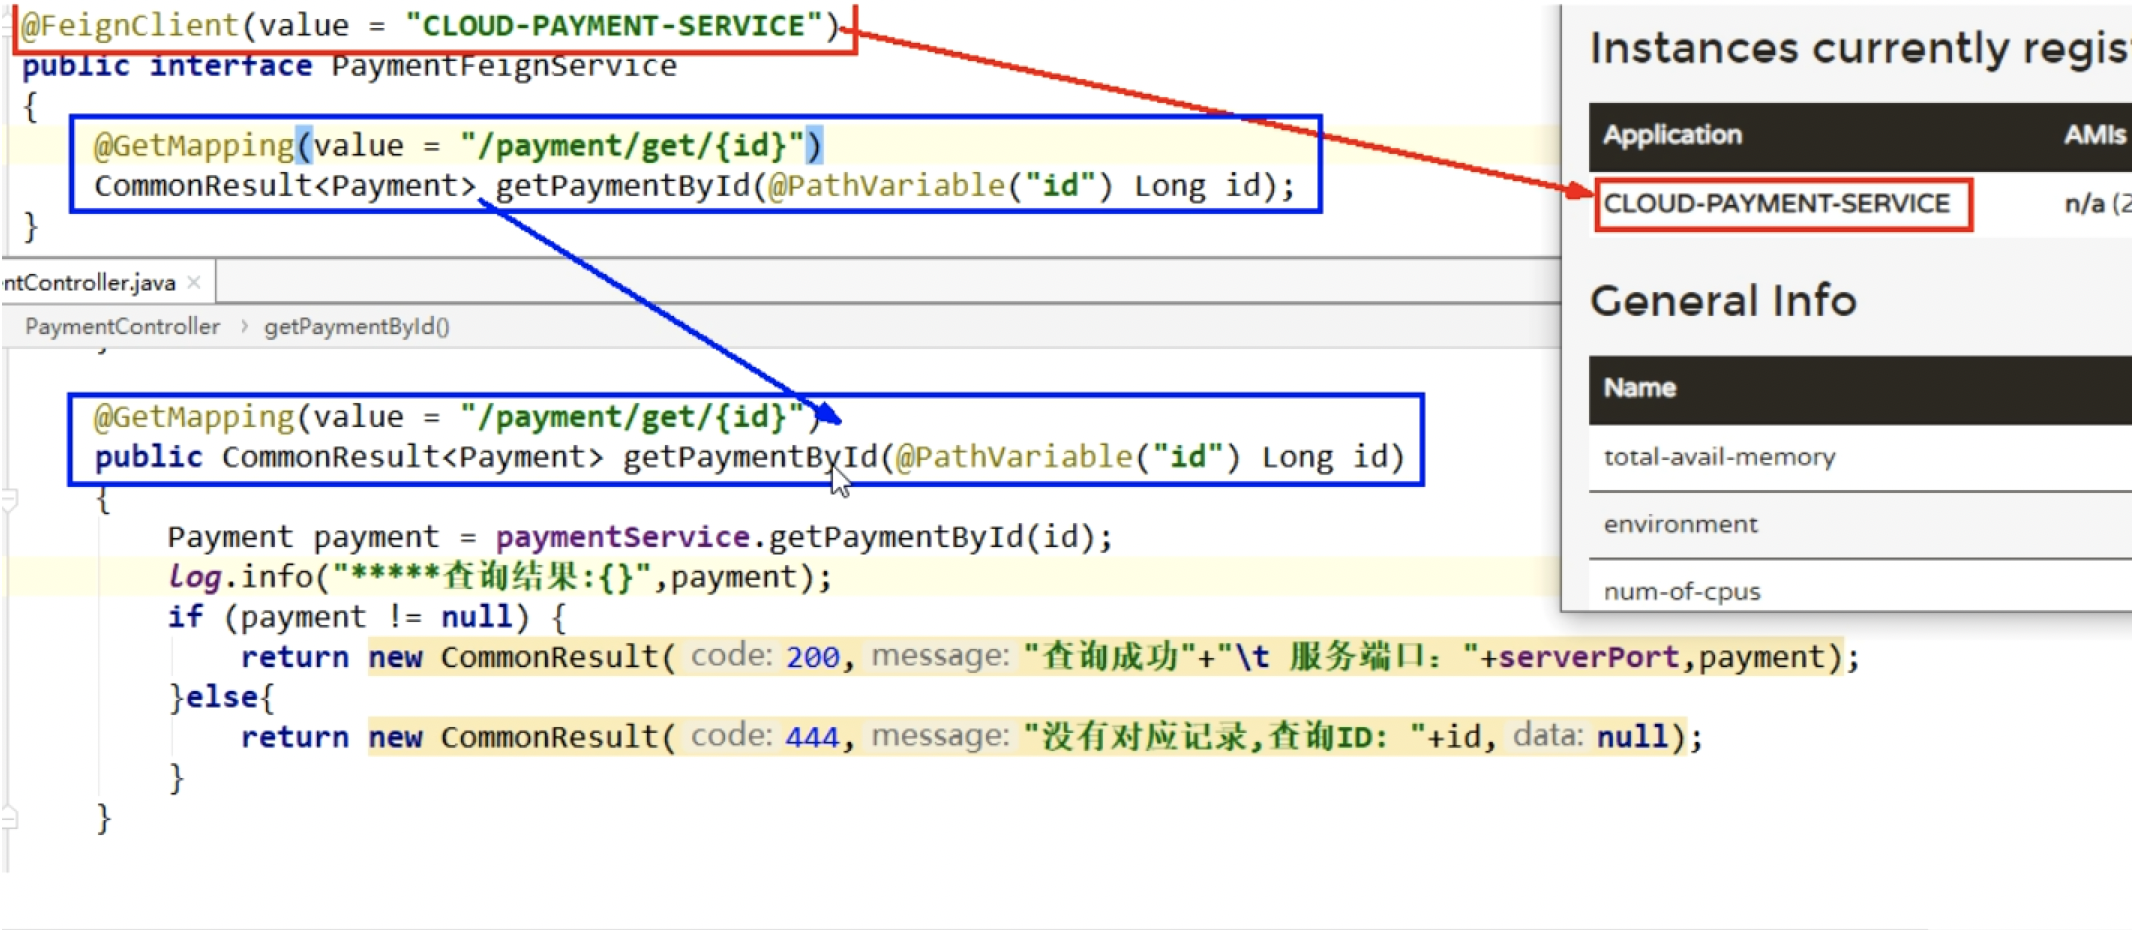 @FeignClient(value = "CLOUD-PAYMENT-SERVICE")
public interface PaymentFeignService
{
@GetMapping(value = "/payment/get/{id}")
CommonResult<Payment> getPaymentById(@PathVariable("id") Long id);
}
ntController.java ×
PaymentController › getPaymentById()
@GetMapping(value = "/payment/get/{id}")
public CommonResult<Payment> getPaymentById(@PathVariable("id") Long id)
{
Payment payment = paymentService.getPaymentById(id);
log.info("*****查询结果:{}",payment);
if (payment != null) {
return new CommonResult( code: 200, message: "查询成功"+"\t 服务端口: "+serverPort,payment);
}else{
return new CommonResult( code: 444, message: "没有对应记录,查询ID: "+id, data: null);
}
}
Instances currently regis
Application AMIs
CLOUD-PAYMENT-SERVICE n/a (2
General Info
Name
total-avail-memory
environment
num-of-cpus